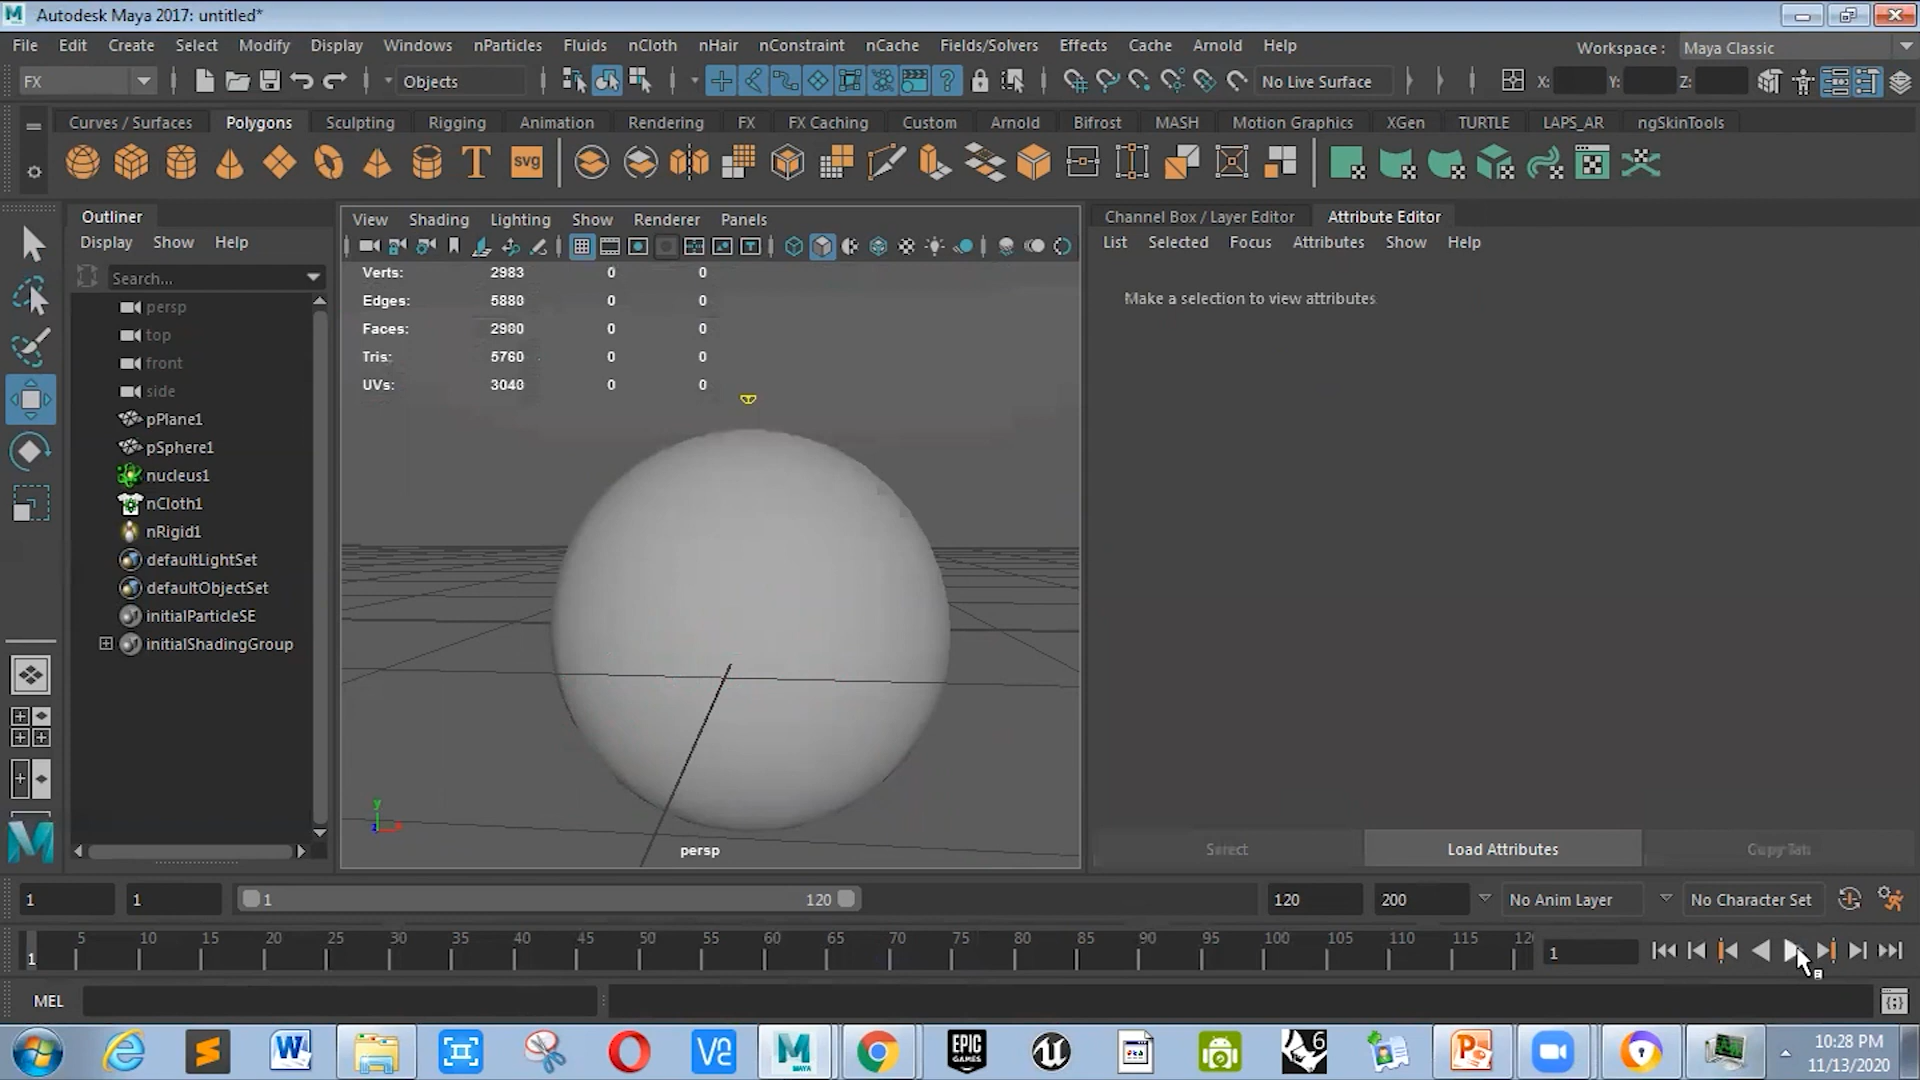 Autodesk Maya 2017: untitled*
File Edit Create Select Modify Display Windows nParticles Fluids nCloth nHair nConstraint nCache Fields/Solvers Effects Cache Arnold Help Workspace : Maya Classic
FX Objects No Live Surface X: Y: Z:
Curves / Surfaces Polygons Sculpting Rigging Animation Rendering FX FX Caching Custom Arnold Bifrost MASH Motion Graphics XGen TURTLE LAPS_AR ngSkinTools
T SVG
Outliner
Display Show Help
Search...
persp
top
front
side
pPlane1
pSphere1
nucleus1
nCloth1
nRigid1
defaultLightSet
defaultObjectSet
initialParticleSE
initialShadingGroup
View Shading Lighting Show Renderer Panels
Verts: 2983 0 0
Edges: 5880 0 0
Faces: 2900 0 0
Tris: 5760 0 0
UVs: 3040 0 0
y
persp
Channel Box / Layer Editor Attribute Editor
List Selected Focus Attributes Show Help
Make a selection to view attributes
Select Load Attributes Copy Tab
1 1 1 120 120 200 No Anim Layer No Character Set
5 10 15 20 25 30 35 40 45 50 55 60 65 70 75 80 85 90 95 100 105 110 115 12
1 1
MEL
MAYA EPIC GAMES 6
10:28 PM
11/13/2020